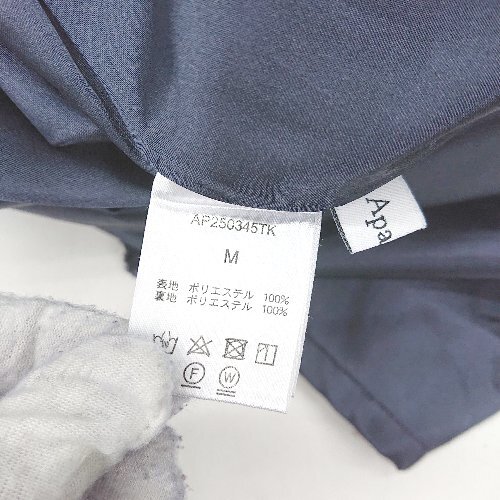 AP250345TK
M
表地 ポリエステル 100%
裏地 ポリエステル 100%
F W
Apa